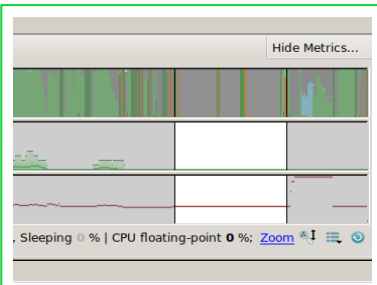 Hide Metrics...
, Sleeping 0 % | CPU floating-point 0 %; Zoom